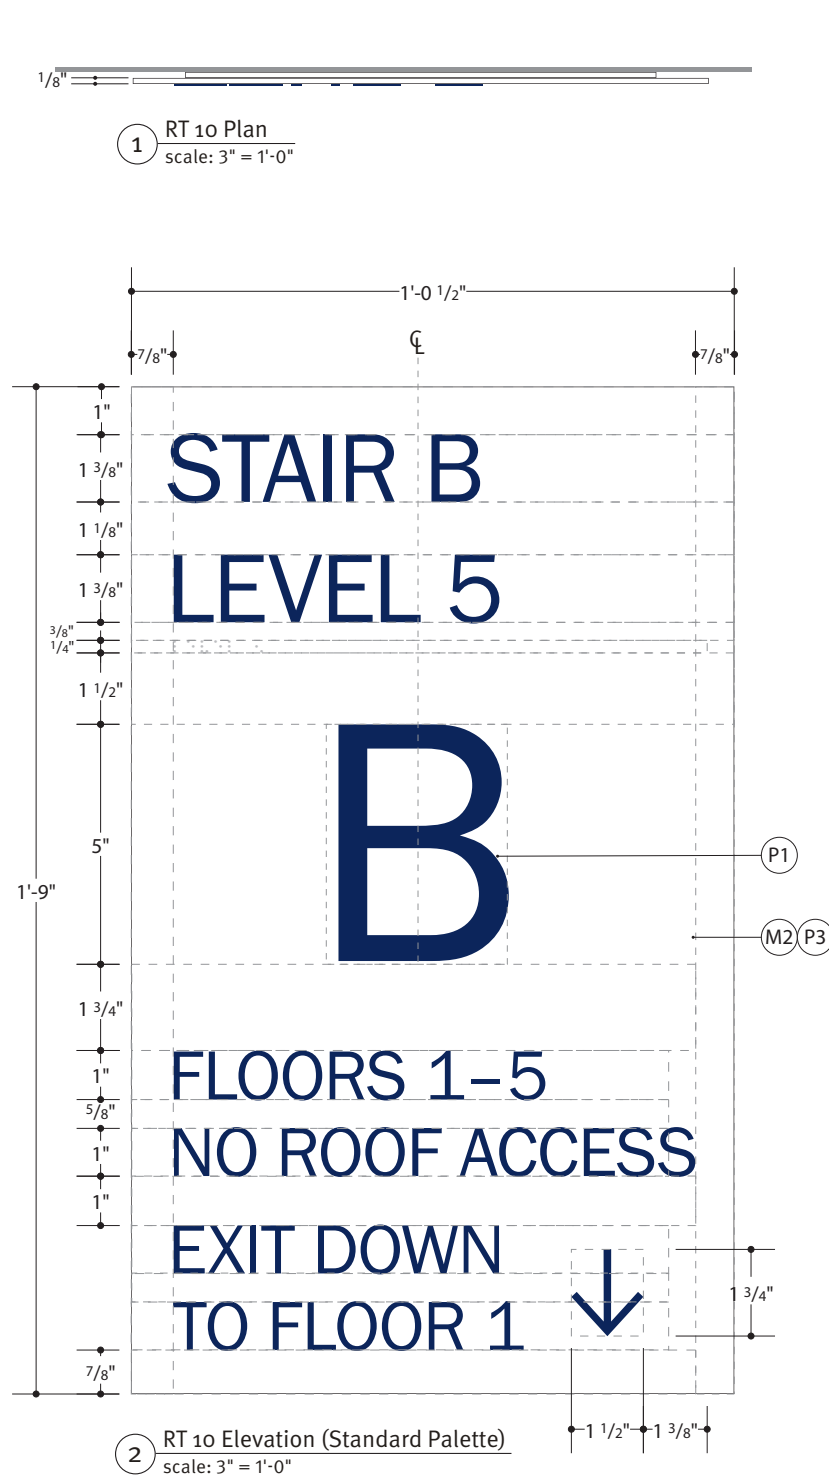 1/8"
1 RT 10 Plan
scale: 3" = 1'-0"
1'-0 1/2"
7/8" ℄ 7/8"
1"
STAIR B
1 3/8"
1 1/8"
LEVEL 5
1 3/8"
3/8"
1/4"
1 1/2"
B
5"
P1
1'-9"
M2 P3
1 3/4"
FLOORS 1–5
1"
5/8"
NO ROOF ACCESS
1"
1"
EXIT DOWN
1 3/4"
TO FLOOR 1
7/8"
1 1/2" 1 3/8"
2 RT 10 Elevation (Standard Palette)
scale: 3" = 1'-0"